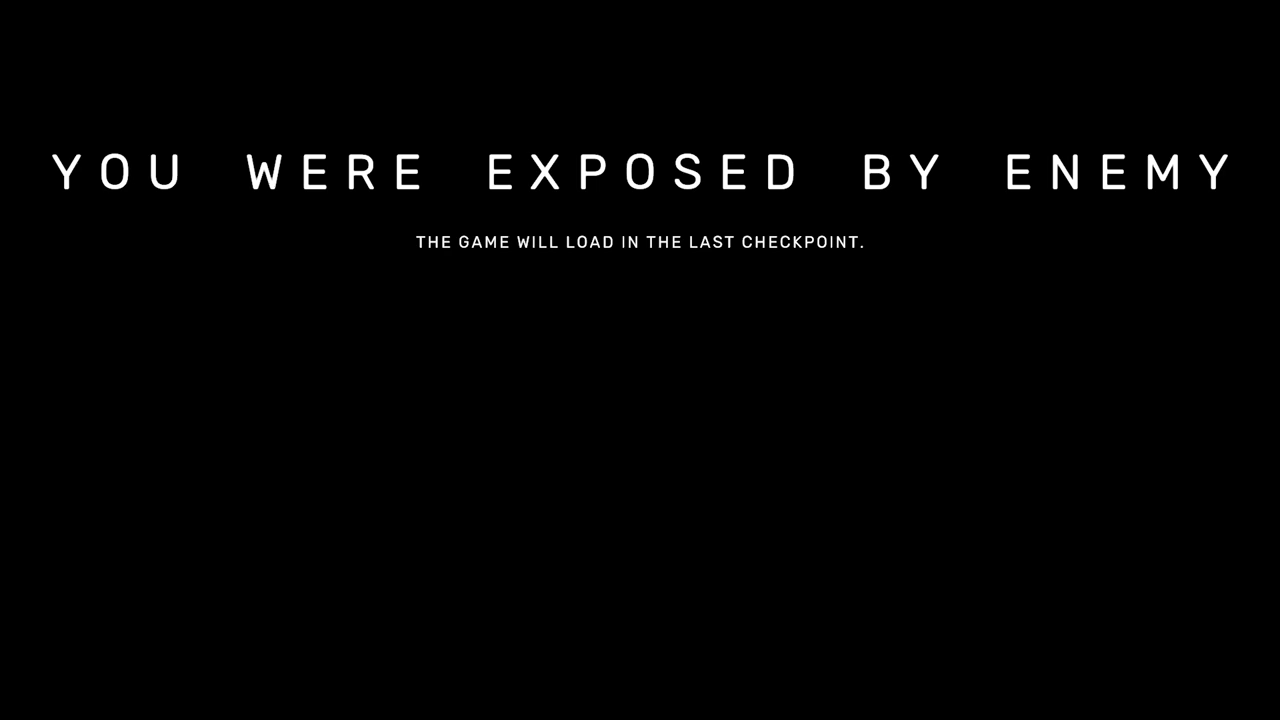 YOU WERE EXPOSED BY ENEMY
THE GAME WILL LOAD IN THE LAST CHECKPOINT.